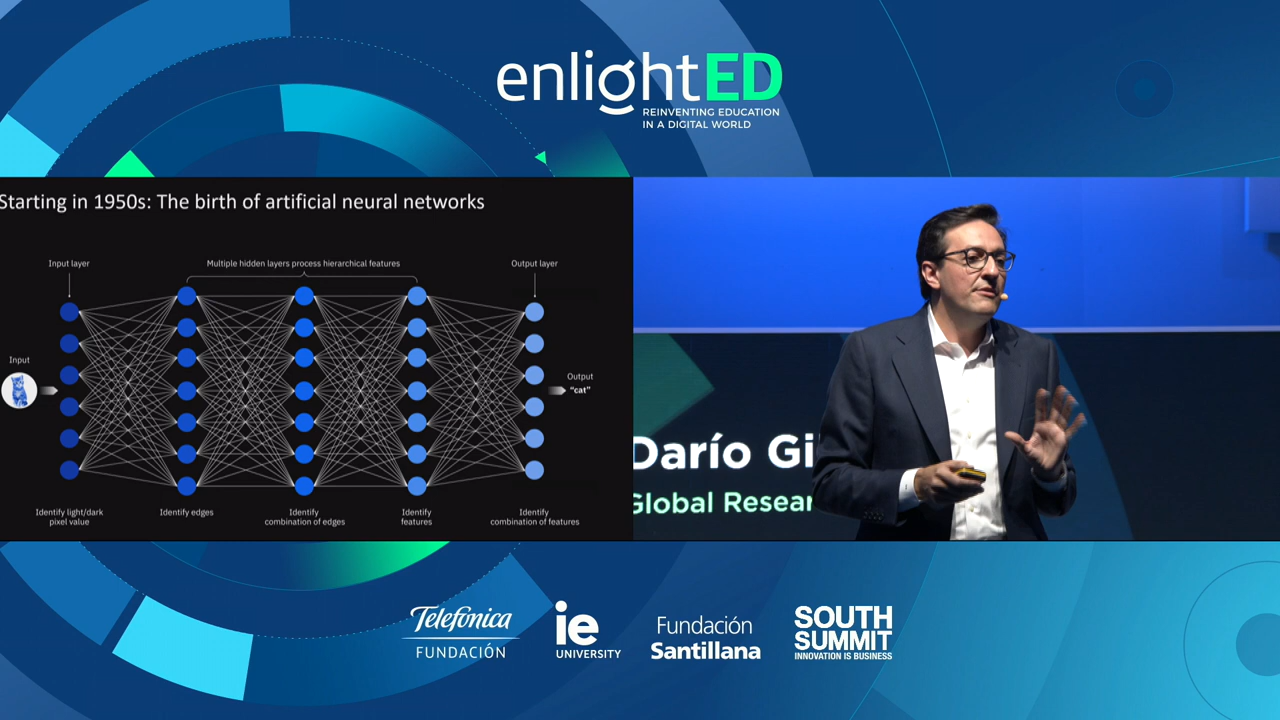 enlightED
REINVENTING EDUCATION
IN A DIGITAL WORLD
Starting in 1950s: The birth of artificial neural networks
Input layer
Multiple hidden layers process hierarchical features
Output layer
Input
Output
"cat"
Identify light/dark
pixel value
Identify edges
Identify
combination of edges
Identify
features
Identify
combination of features
Darío Gi
Global Resear
Telefónica
FUNDACIÓN
ie
UNIVERSITY
Fundación
Santillana
SOUTH
SUMMIT
INNOVATION IS BUSINESS